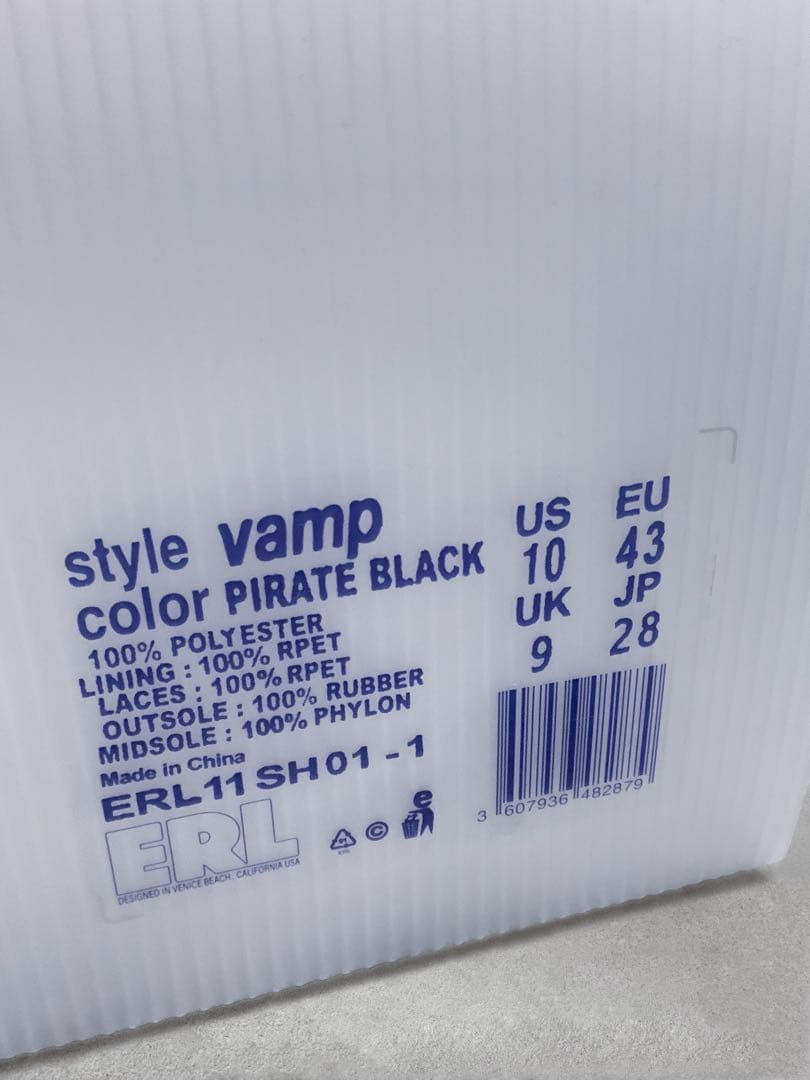 style vamp
color PIRATE BLACK
100% POLYESTER
LINING : 100% RPET
LACES : 100% RPET
OUTSOLE : 100% RUBBER
MIDSOLE : 100% PHYLON
Made in China
ERL11SH01-1
ERL
DESIGNED IN VENICE BEACH, CALIFORNIA USA
©
e
US EU
10 43
UK JP
9 28
3 607936 482879